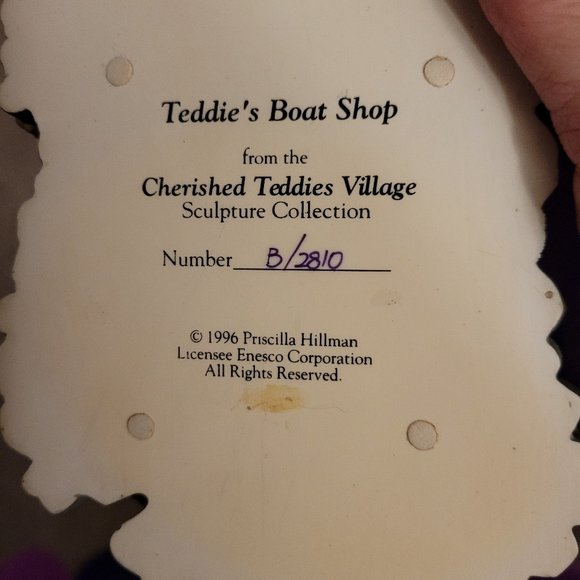 Teddie's Boat Shop
from the
Cherished Teddies Village
Sculpture Collection
Number B/2810
© 1996 Priscilla Hillman
Licensee Enesco Corporation
All Rights Reserved.